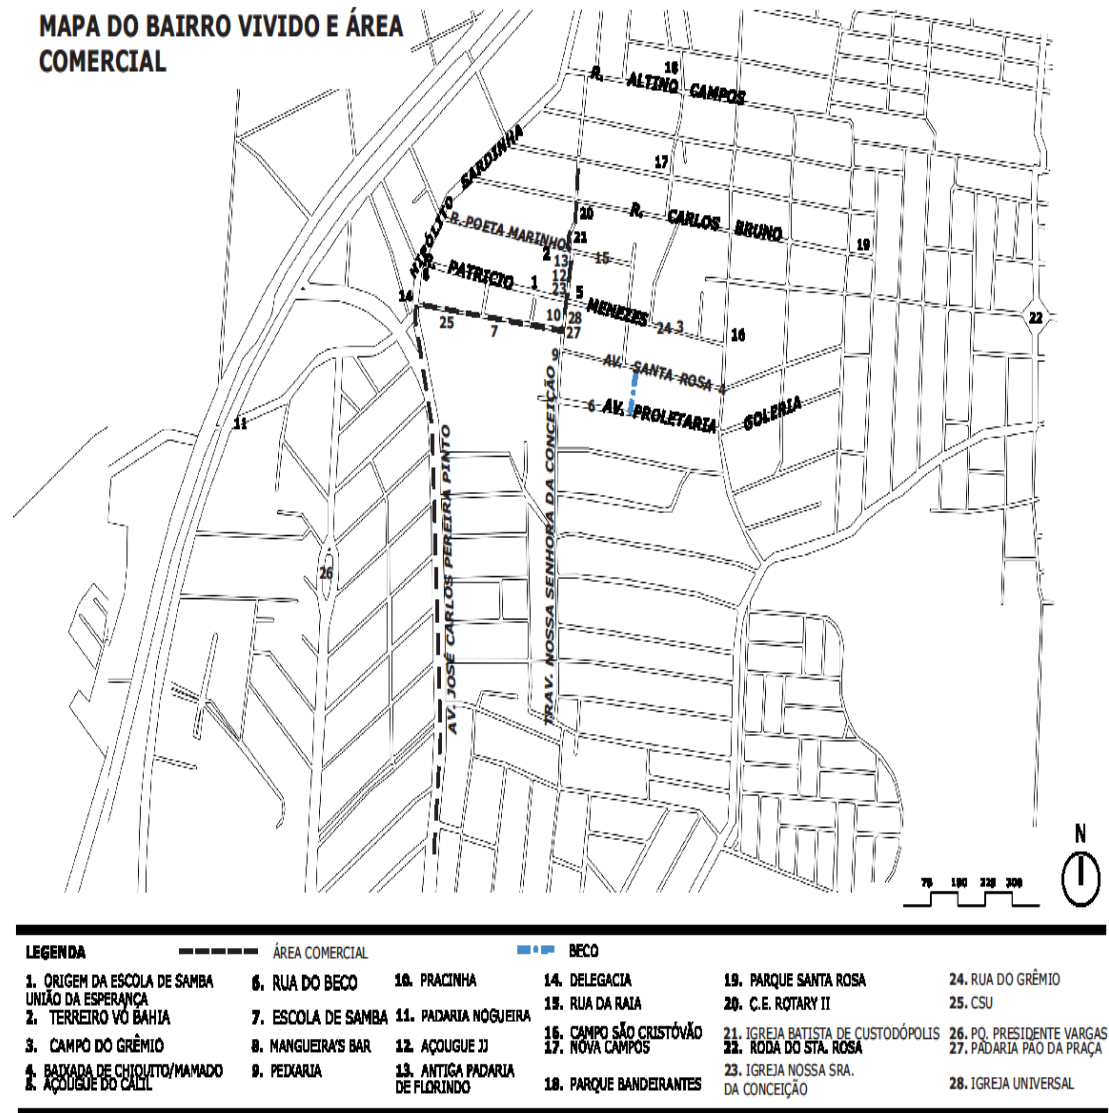 MAPA DO BAIRRO VIVIDO E ÁREA
COMERCIAL
18
R. ALTINO CAMPOS
17
HIPÓLITO SARDINHA
20
R. CARLOS BRUNO
R. POETA MARINHO
21
19
2
13
15
8
PATRICIO
1
12
23
5
MENEZES
14
25
7
10
28
27
24
3
16
22
9
AV. SANTA ROSA
4
6
AV. PROLETARIA
GOLERIA
11
AV. JOSÉ CARLOS PEREIRA PINTO
TRAV. NOSSA SENHORA DA CONCEIÇÃO
26
N
75 150 225 300
LEGENDA
ÁREA COMERCIAL
BECO
1. ORIGEM DA ESCOLA DE SAMBA
UNIÃO DA ESPERANÇA
2. TERREIRO VÓ BAHIA
3. CAMPO DO GRÊMIO
4. BAIXADA DE CHIQUITO/MAMADO
5. AÇOUGUE DO CALIL
6. RUA DO BECO
7. ESCOLA DE SAMBA
8. MANGUEIRA'S BAR
9. PEIXARIA
10. PRACINHA
11. PADARIA NOGUEIRA
12. AÇOUGUE JJ
13. ANTIGA PADARIA
DE FLORINDO
14. DELEGACIA
15. RUA DA RAIA
16. CAMPO SÃO CRISTÓVÃO
17. NOVA CAMPOS
18. PARQUE BANDEIRANTES
19. PARQUE SANTA ROSA
20. C.E. ROTARY II
21. IGREJA BATISTA DE CUSTODÓPOLIS
22. RODA DO STA. ROSA
23. IGREJA NOSSA SRA.
DA CONCEIÇÃO
24. RUA DO GRÊMIO
25. CSU
26. PQ. PRESIDENTE VARGAS
27. PADARIA PÃO DA PRAÇA
28. IGREJA UNIVERSAL